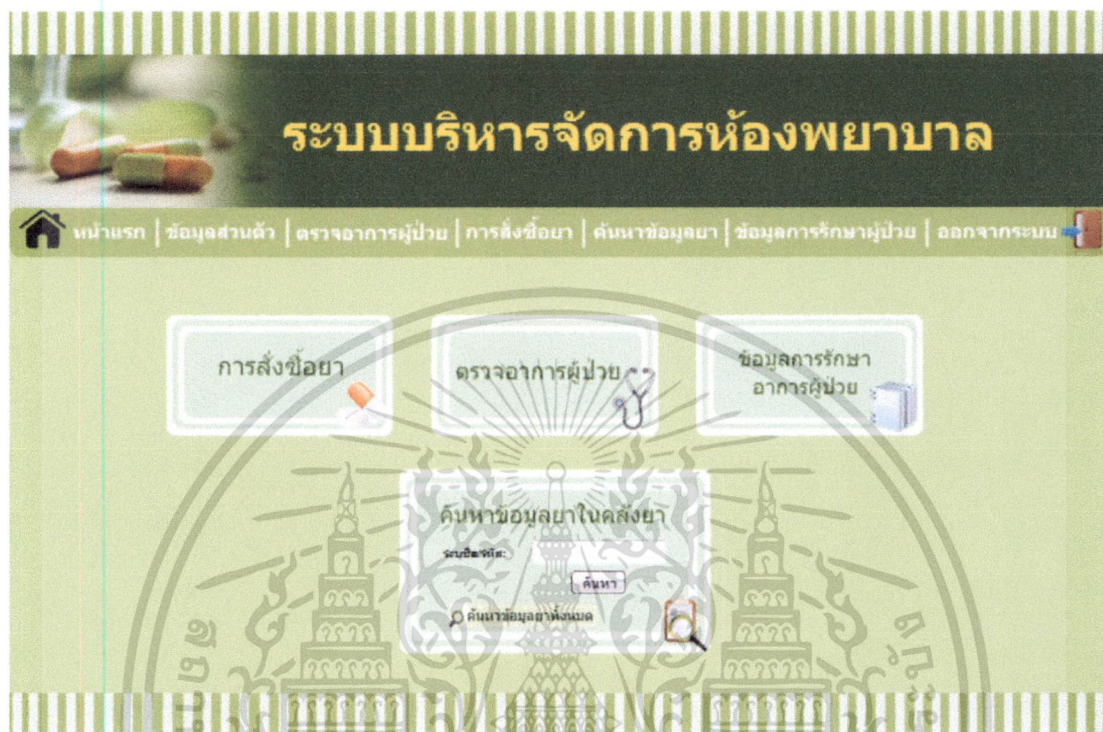 ระบบบริหารจัดการห้องพยาบาล
หน้าแรก | ข้อมูลส่วนตัว | ตรวจอาการผู้ป่วย | การสั่งซื้อยา | ค้นหาข้อมูลยา | ข้อมูลการรักษาผู้ป่วย | ออกจากระบบ
การสั่งซื้อยา
ตรวจอาการผู้ป่วย
ข้อมูลการรักษา
อาการผู้ป่วย
ค้นหาข้อมูลยาในคลังยา
ระบุชื่อ/รหัส:
ค้นหา
ค้นหาข้อมูลยาทั้งหมด